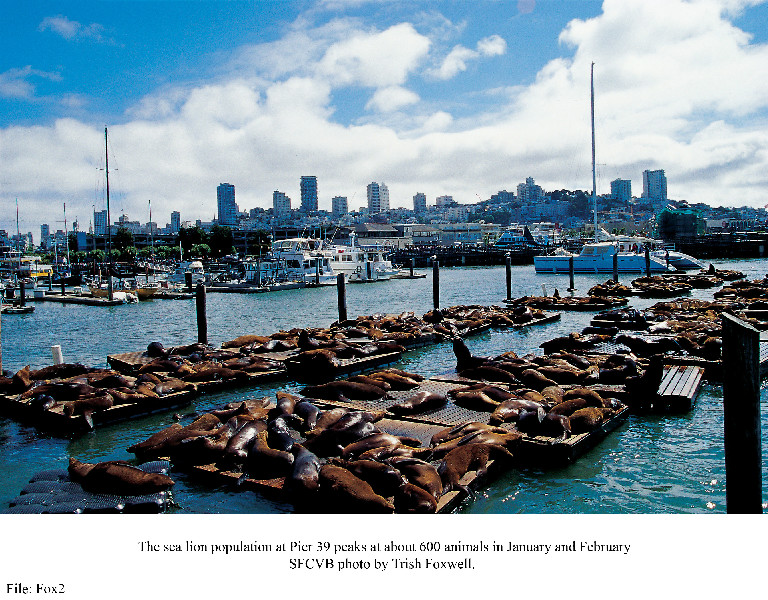 The sea lion population at Pier 39 peaks at about 600 animals in January and February
SFCVB photo by Trish Foxwell,
File: Fox2